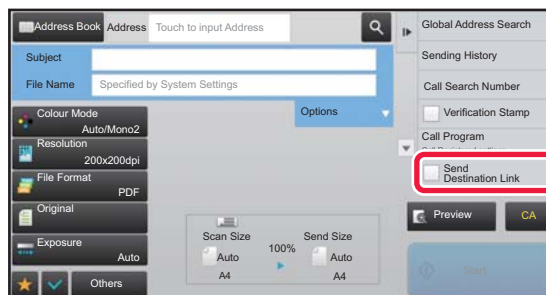 Address Book
Address
Touch to input Address
Subject
File Name
Specified by System Settings
Colour Mode
Auto/Mono2
Resolution
200x200dpi
File Format
PDF
Original
Exposure
Auto
Others
Options
Scan Size
100%
Send Size
Auto
Auto
A4
A4
Global Address Search
Sending History
Call Search Number
Verification Stamp
Call Program
Send
Destination Link
Preview
CA
Start